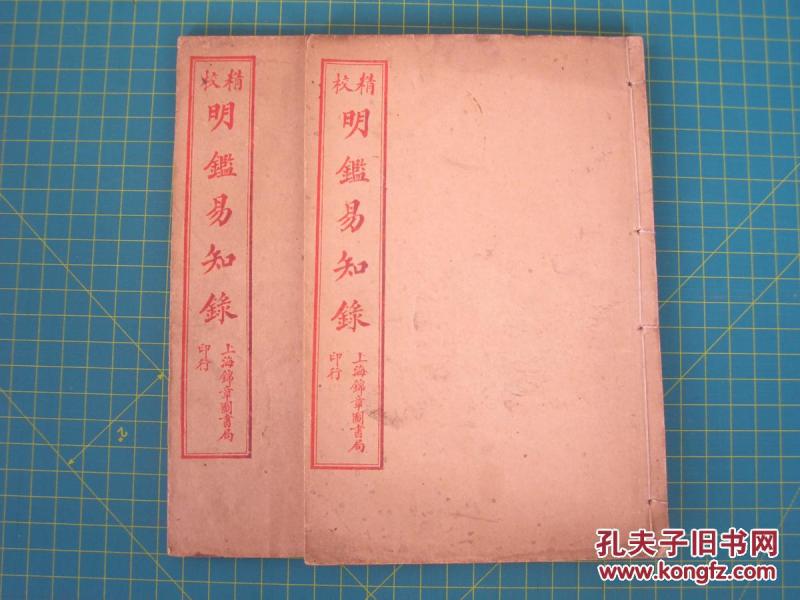 精校
明鑑易知錄
上海錦章圖書局
印行
精校
明鑑易知錄
上海錦章圖書局
印行
孔夫子旧书网
www.kongfz.com